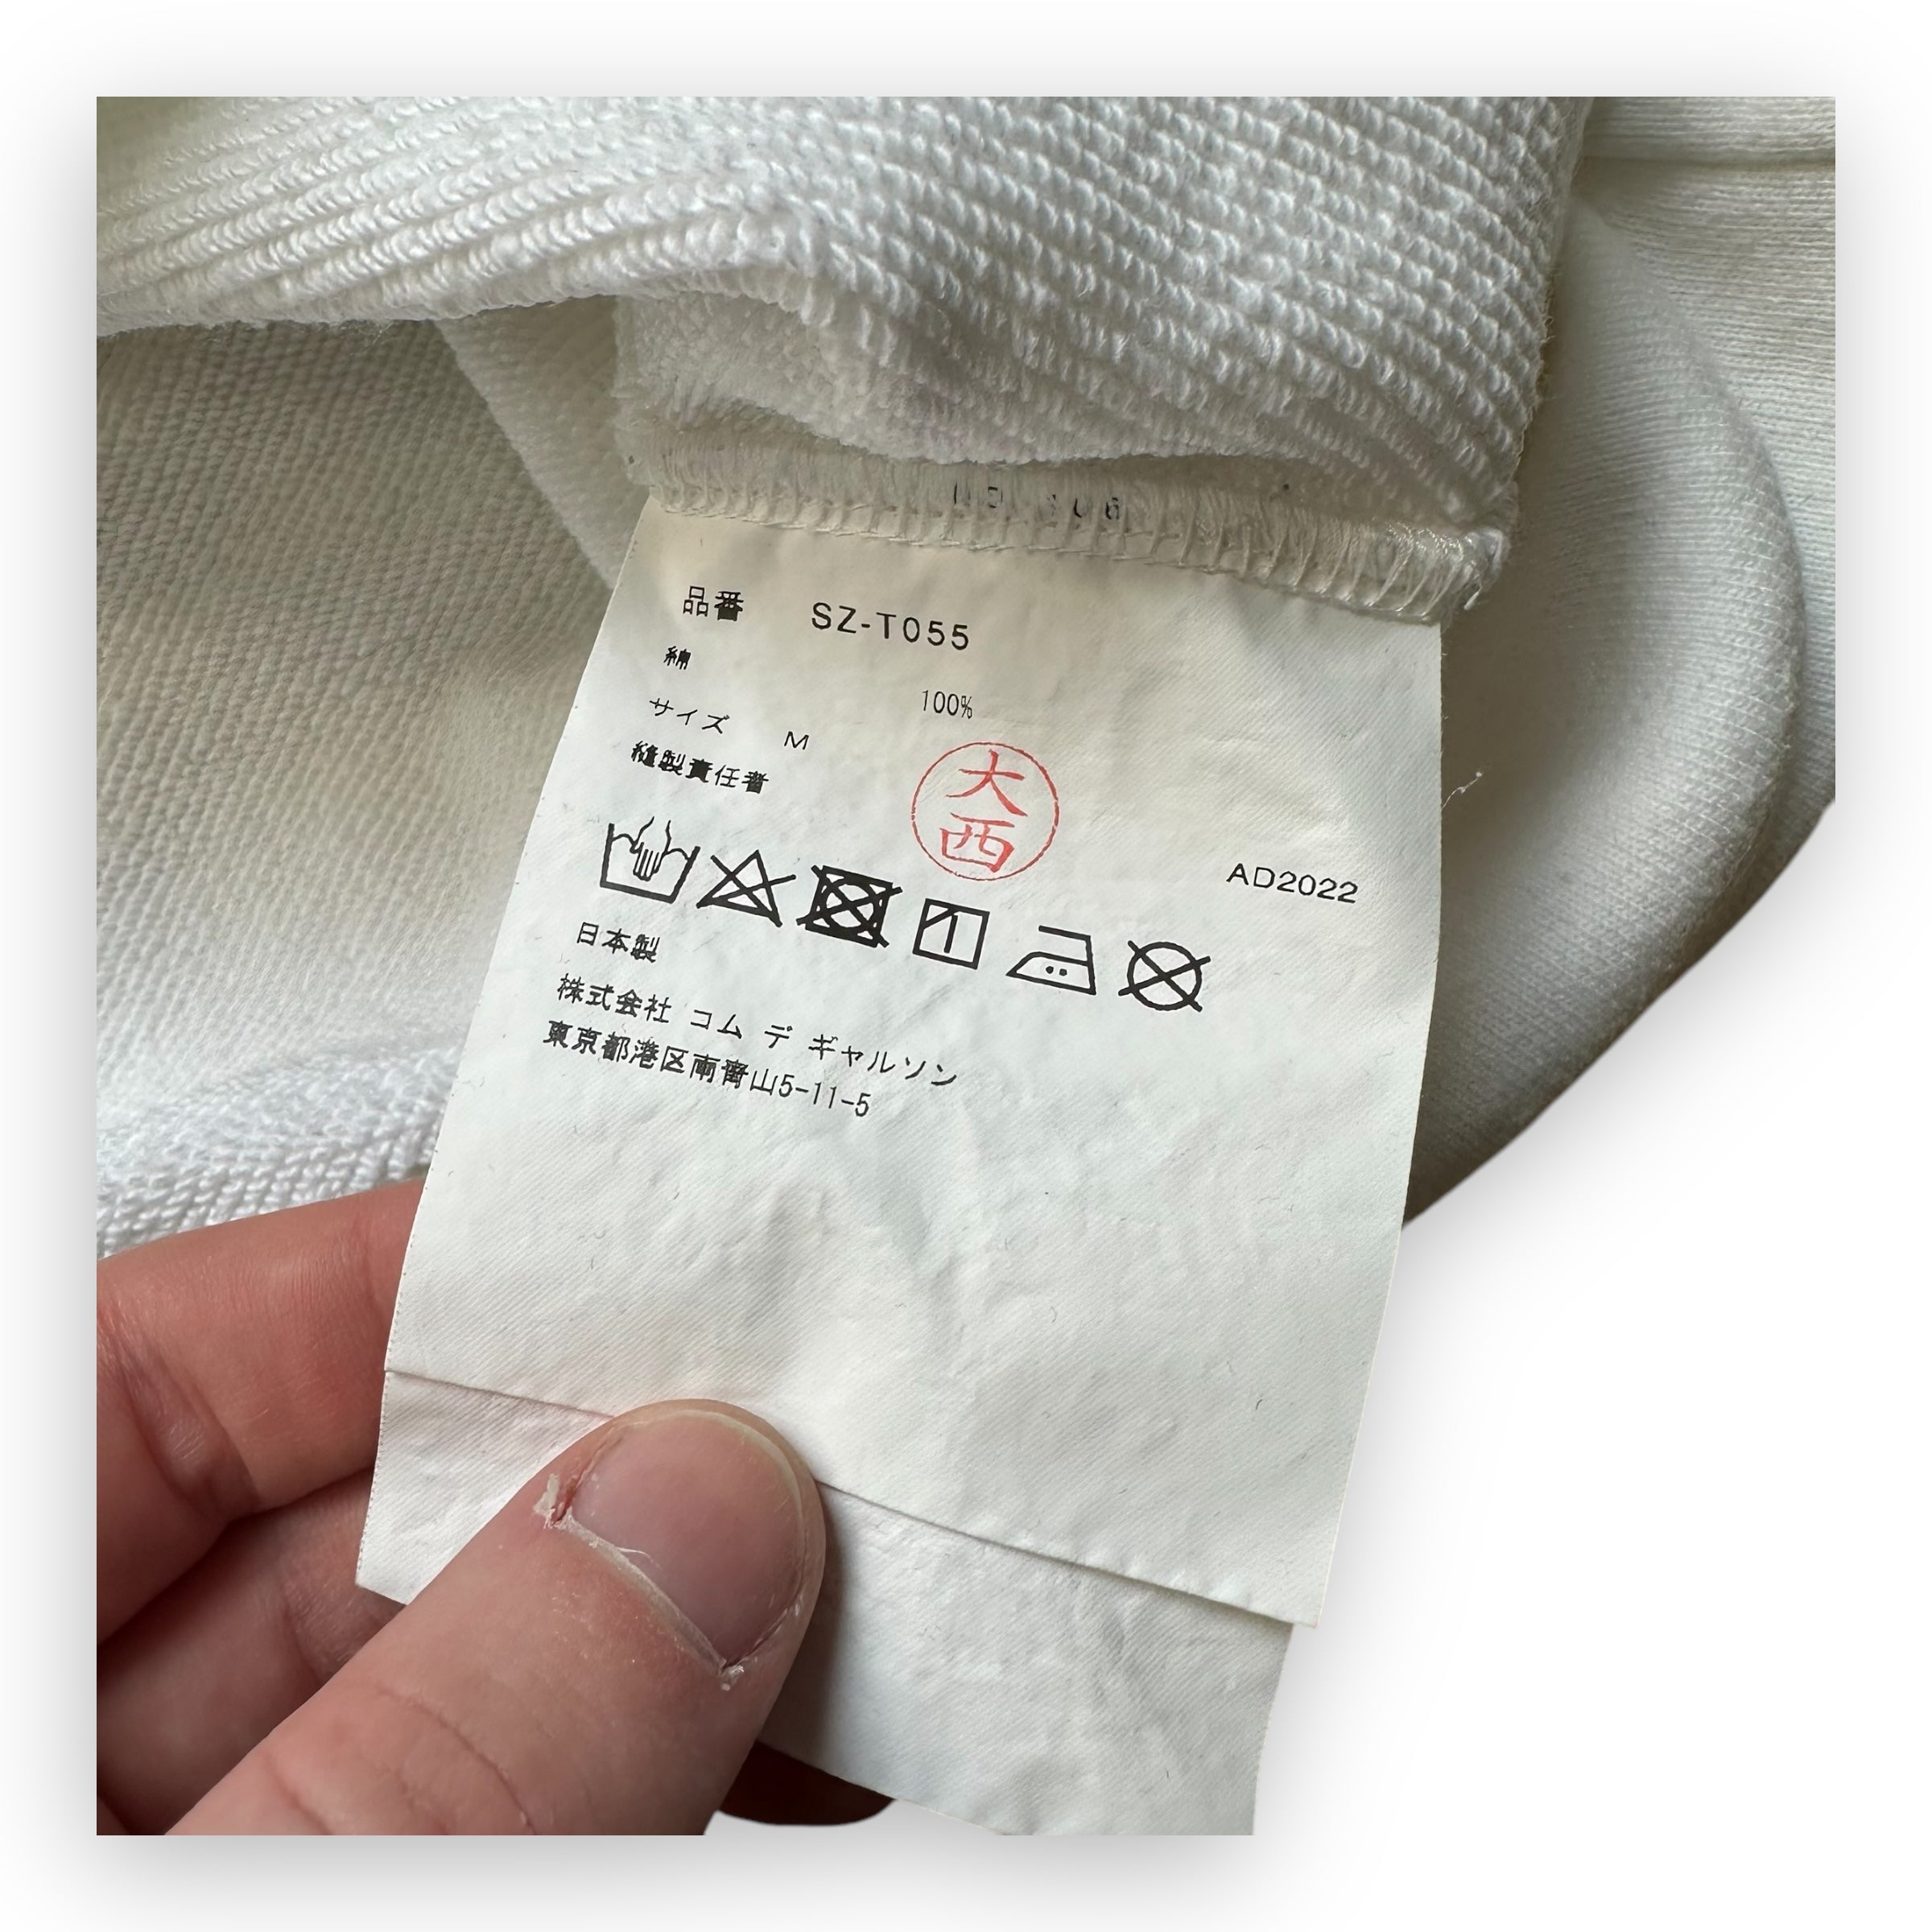 品番 SZ-T055
綿 100%
サイズ M
縫製責任者
大西
AD2022
日本製
株式会社 コム デ ギャルソン
東京都港区南青山5-11-5